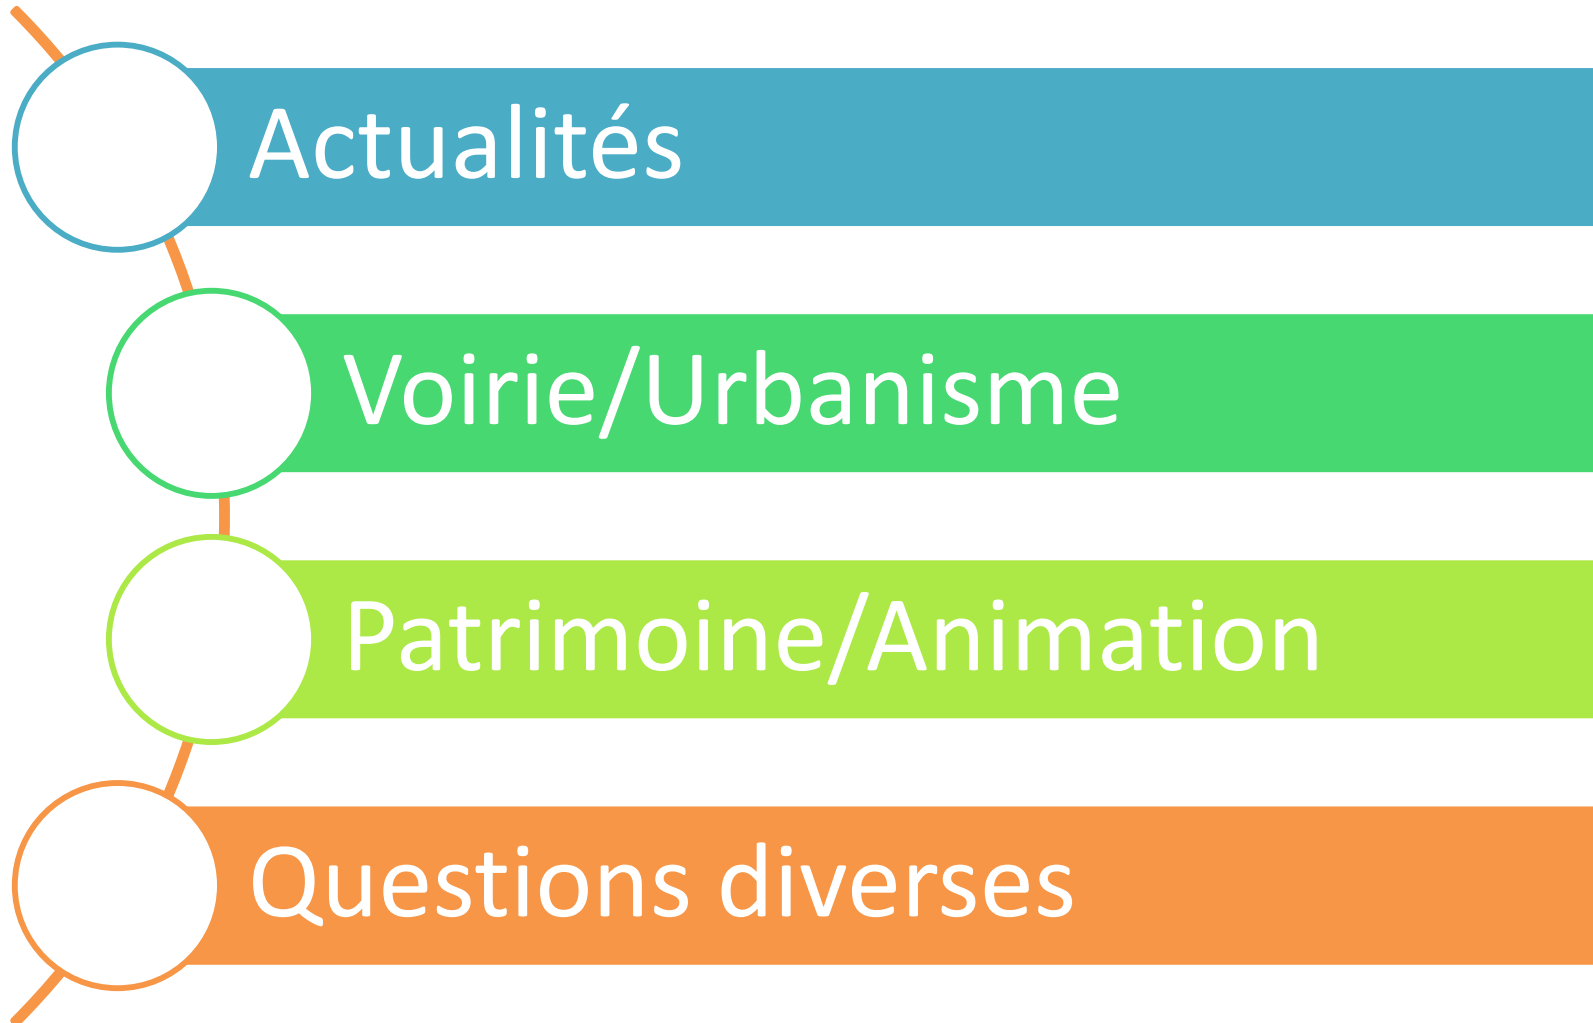 Actualités
Voirie/Urbanisme
Patrimoine/Animation
Questions diverses